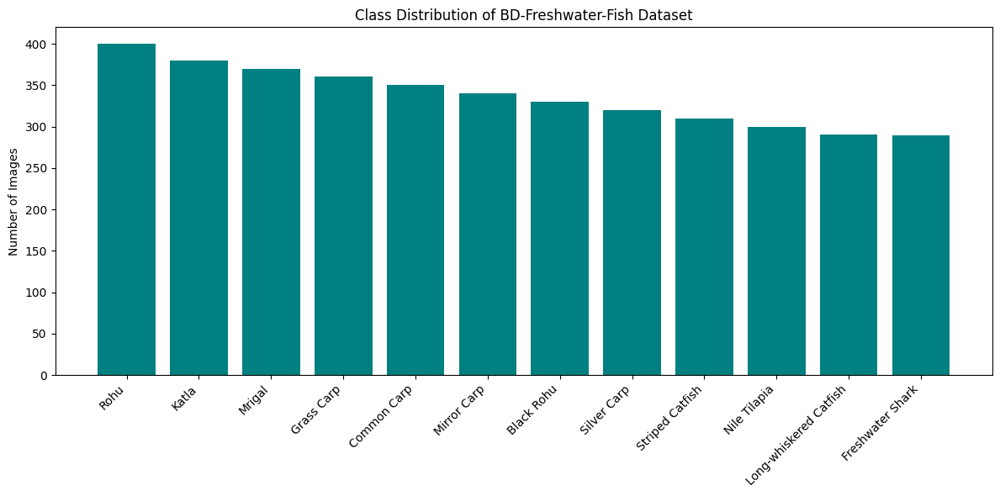 Class Distribution of BD-Freshwater-Fish Dataset
Number of Images
400
350
300
250
200
150
100
50
0
Rohu
Katla
Mrigal
Grass Carp
Common Carp
Mirror Carp
Black Rohu
Silver Carp
Striped Catfish
Nile Tilapia
Long-whiskered Catfish
Freshwater Shark